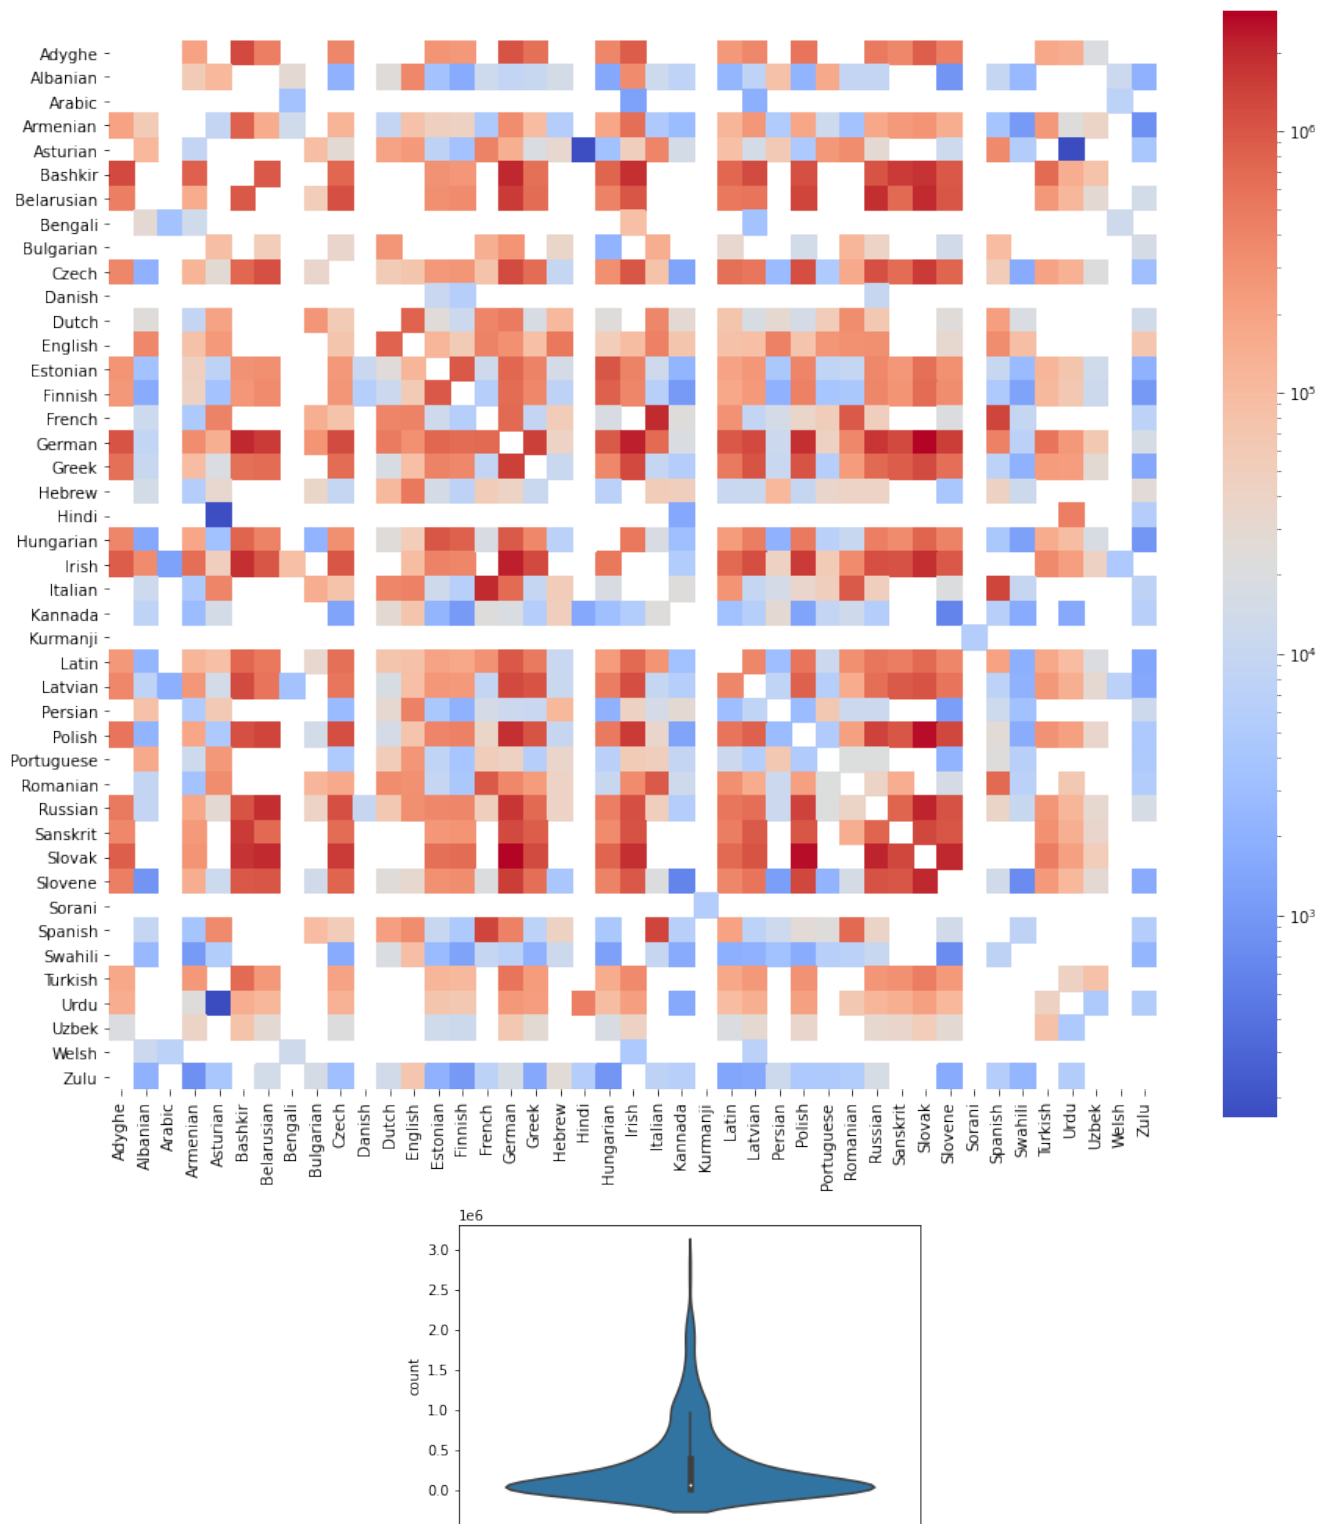 Adyghe
Albanian
Arabic
Armenian
Asturian
Bashkir
Belarusian
Bengali
Bulgarian
Czech
Danish
Dutch
English
Estonian
Finnish
French
German
Greek
Hebrew
Hindi
Hungarian
Irish
Italian
Kannada
Kurmanji
Latin
Latvian
Persian
Polish
Portuguese
Romanian
Russian
Sanskrit
Slovak
Slovene
Sorani
Spanish
Swahili
Turkish
Urdu
Uzbek
Welsh
Zulu
Adyghe
Albanian
Arabic
Armenian
Asturian
Bashkir
Belarusian
Bengali
Bulgarian
Czech
Danish
Dutch
English
Estonian
Finnish
French
German
Greek
Hebrew
Hindi
Hungarian
Irish
Italian
Kannada
Kurmanji
Latin
Latvian
Persian
Polish
Portuguese
Romanian
Russian
Sanskrit
Slovak
Slovene
Sorani
Spanish
Swahili
Turkish
Urdu
Uzbek
Welsh
Zulu
10⁶
10⁵
10⁴
10³
1e6
3.0
2.5
2.0
1.5
1.0
0.5
0.0
count